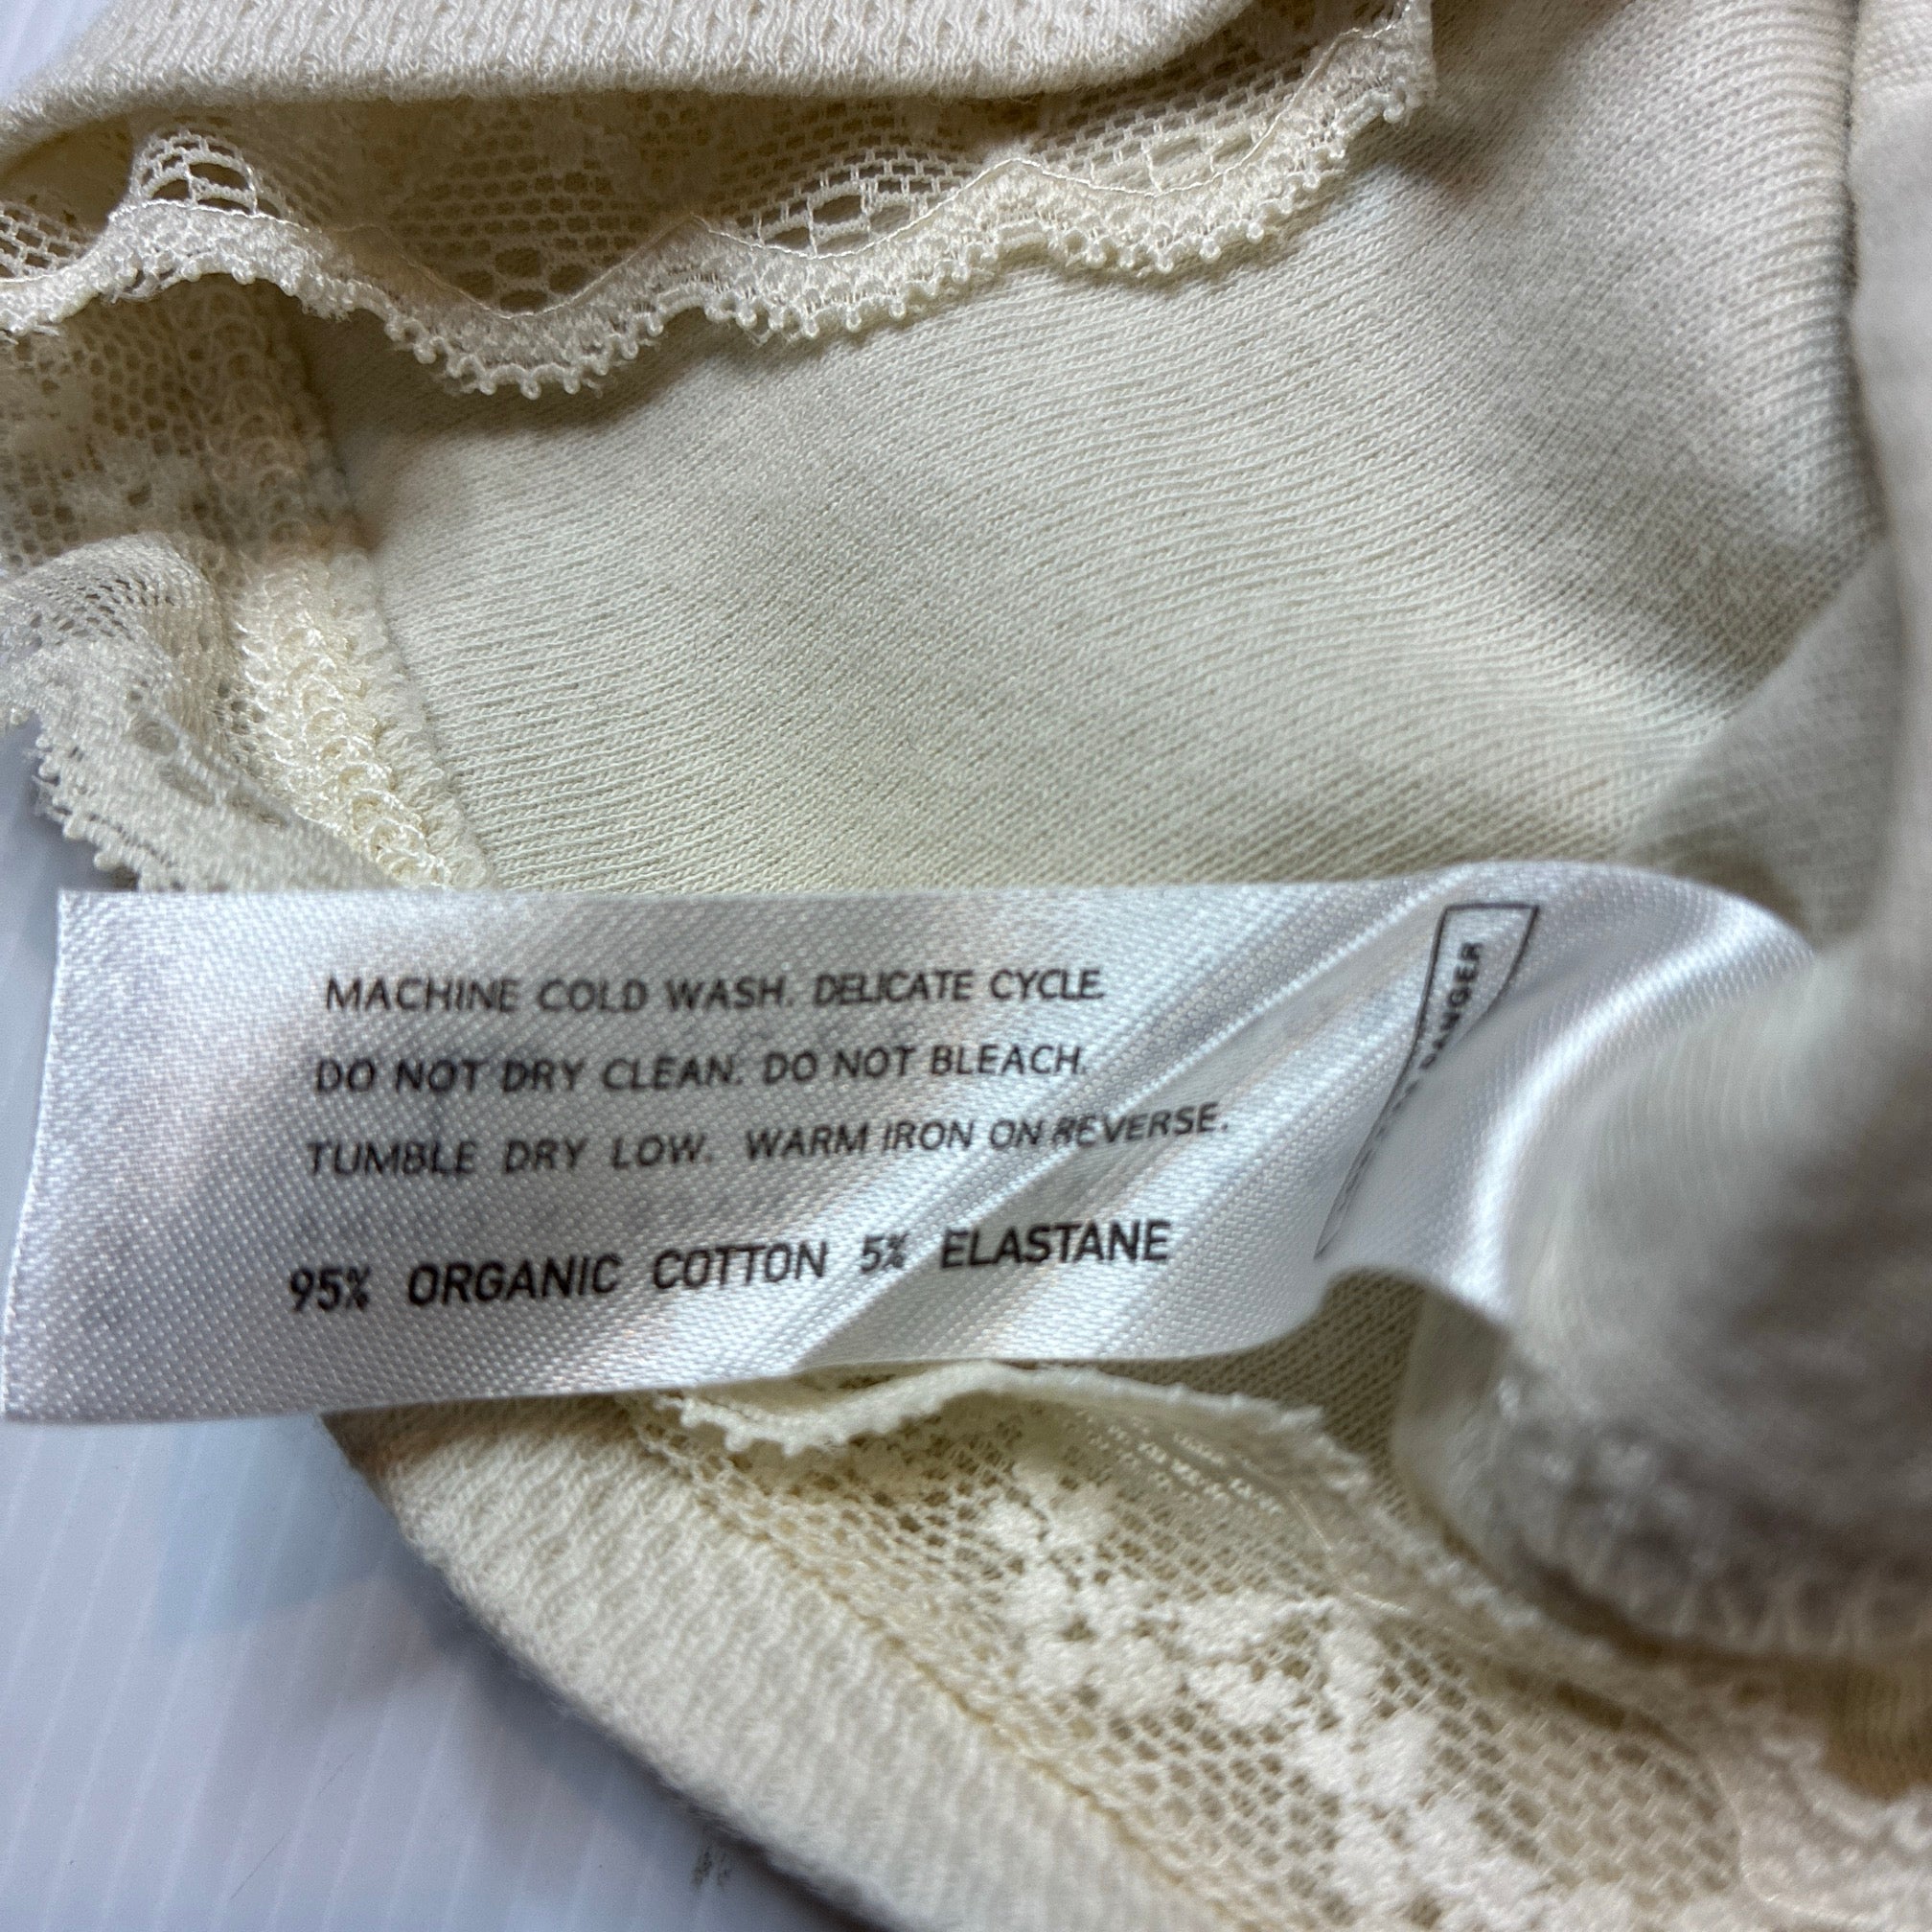 MACHINE COLD WASH. DELICATE CYCLE.
DO NOT DRY CLEAN. DO NOT BLEACH.
TUMBLE DRY LOW. WARM IRON ON REVERSE.
95% ORGANIC COTTON 5% ELASTANE
DANGER